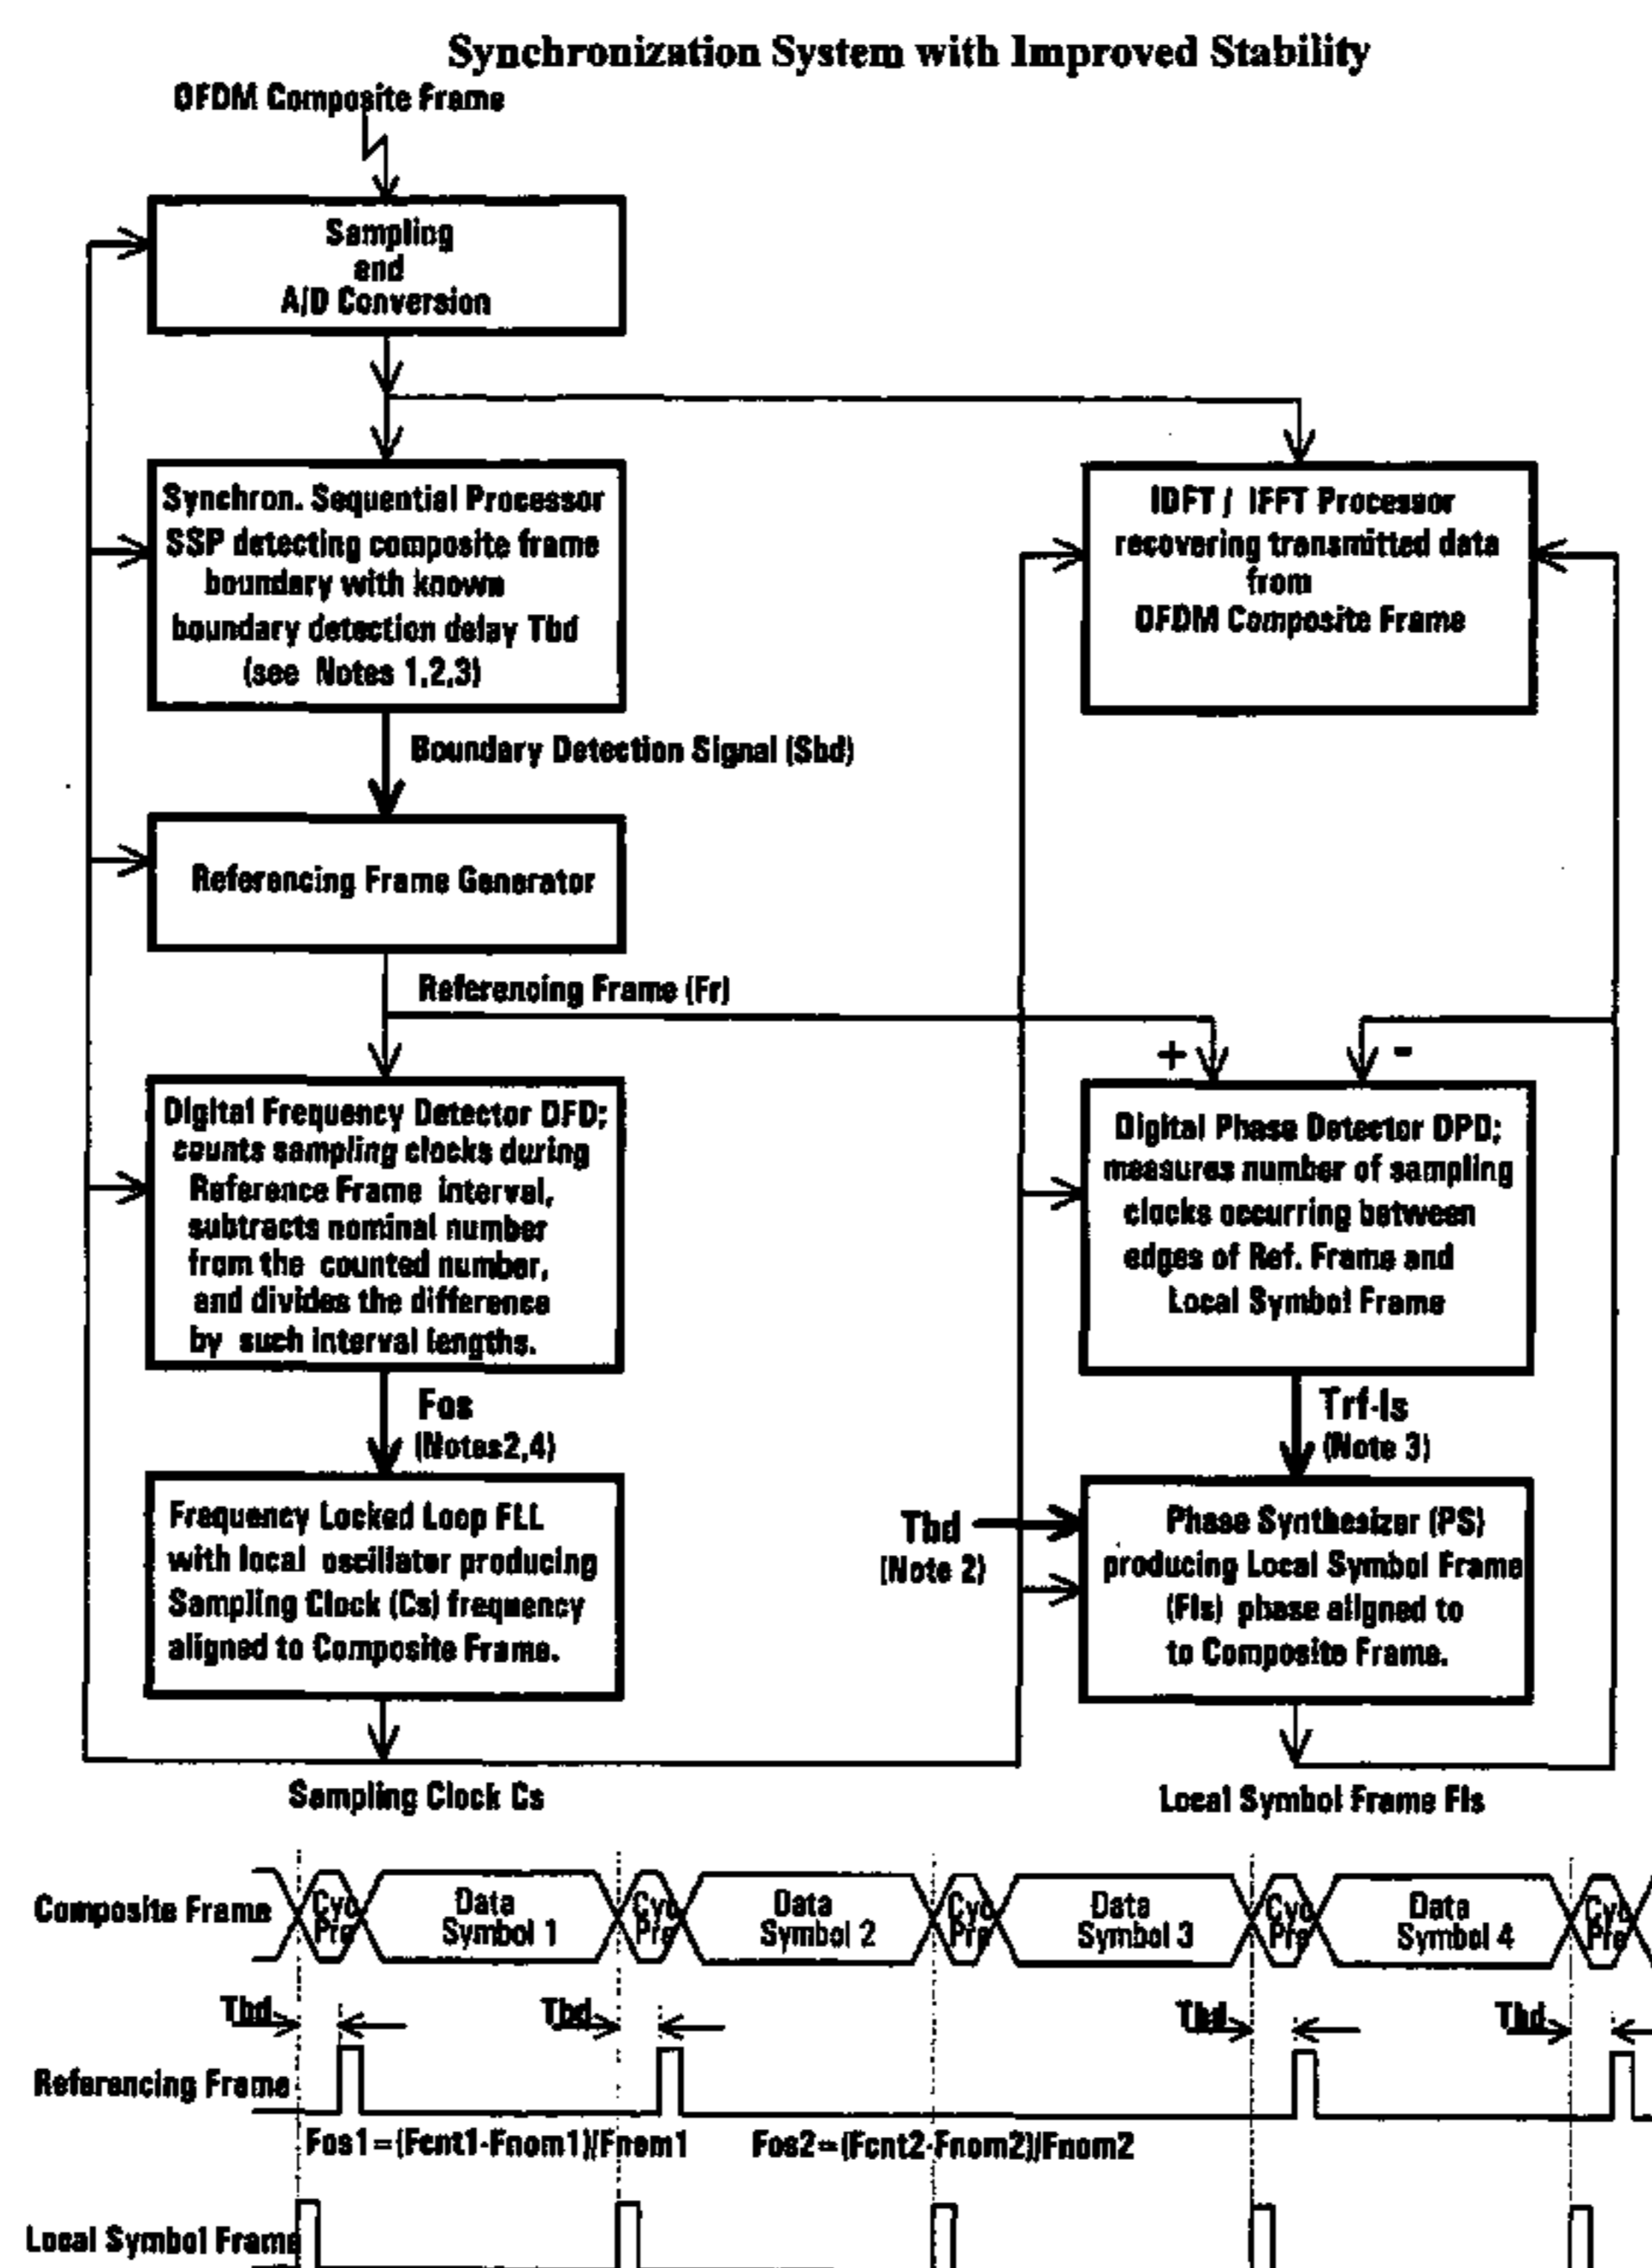 Synchronization System with Improved Stability
OFDM Composite Frame
Sampling
and
A/D Conversion
Synchron. Sequential Processor
SSP detecting composite frame
boundary with known
boundary detection delay Tbd
(see Notes 1,2,3)
IDFT / IFFT Processor
recovering transmitted data
from
OFDM Composite Frame
Boundary Detection Signal (Sbd)
Referencing Frame Generator
Referencing Frame (Fr)
+
-
Digital Frequency Detector DFD;
counts sampling clocks during
Reference Frame interval,
subtracts nominal number
from the counted number,
and divides the difference
by such interval lengths.
Digital Phase Detector DPD;
measures number of sampling
clocks occurring between
edges of Ref. Frame and
Local Symbol Frame
Fos
(Notes2,4)
Trf-ls
(Note 3)
Frequency Locked Loop FLL
with local oscillator producing
Sampling Clock (Cs) frequency
aligned to Composite Frame.
Tbd
(Note 2)
Phase Synthesizer (PS)
producing Local Symbol Frame
(Fls) phase aligned to
to Composite Frame.
Sampling Clock Cs
Local Symbol Frame Fls
Composite Frame
Cyc
Pre
Data
Symbol 1
Cyc
Pre
Data
Symbol 2
Cyc
Pre
Data
Symbol 3
Cyc
Pre
Data
Symbol 4
Cyc
Pre
Tbd
Tbd
Tbd
Tbd
Referencing Frame
Fos1=(Fcnt1-Fnom1)/Fnom1
Fos2=(Fcnt2-Fnom2)/Fnom2
Local Symbol Frame